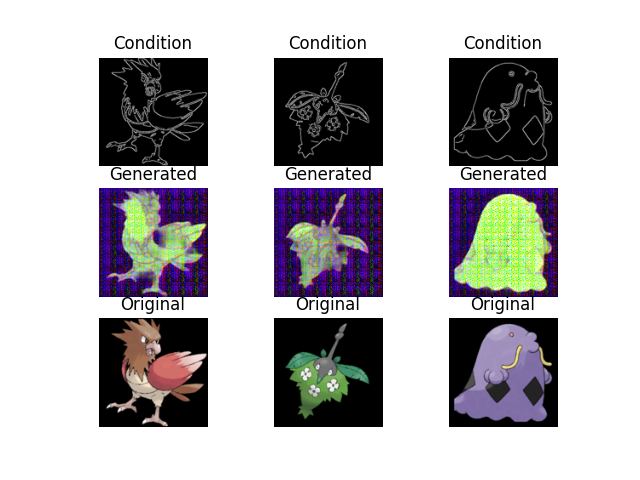 Condition Condition Condition
Generated Generated Generated
Original Original Original